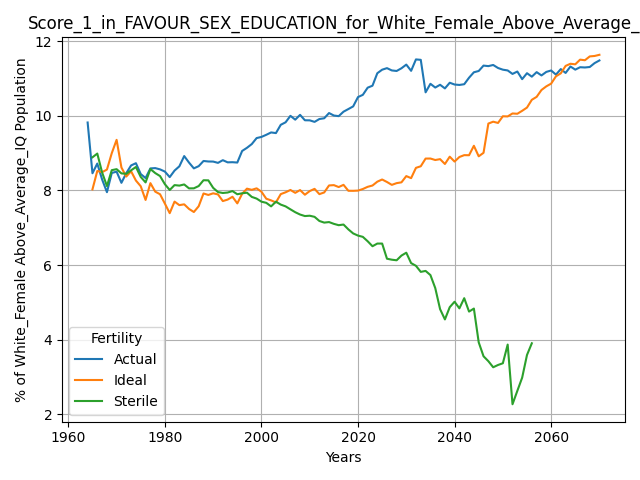 Score_1_in_FAVOUR_SEX_EDUCATION_for_White_Female_Above_Average_
% of White_Female Above_Average_IQ Population
12
10
8
6
4
2
Fertility
Actual
Ideal
Sterile
1960 1980 2000 2020 2040 2060
Years